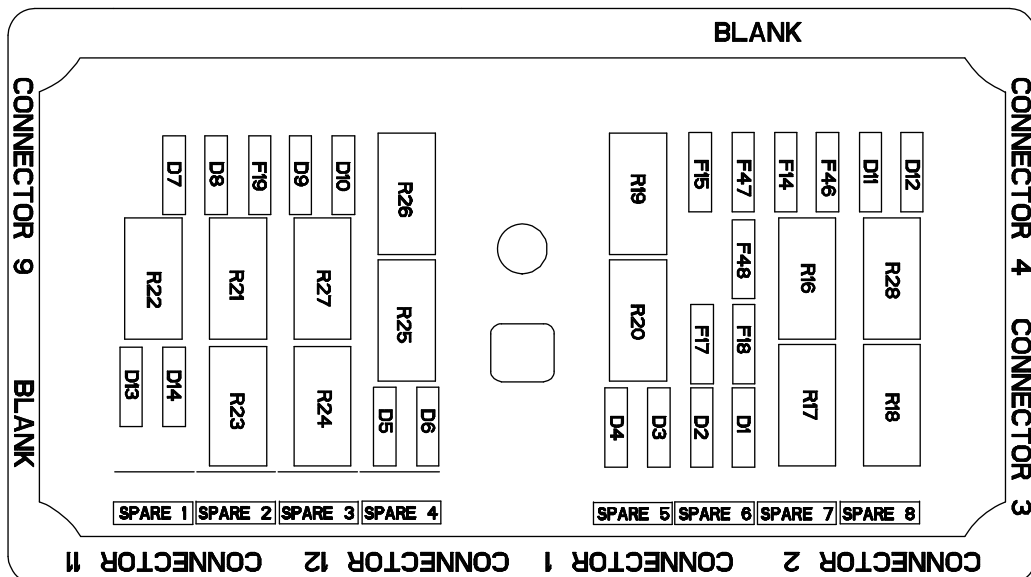 BLANK
CONNECTOR 9
BLANK
CONNECTOR 4
CONNECTOR 3
D7
D8
F19
D9
D10
R26
R19
F15
F47
F14
F46
D11
D12
R22
R21
R27
R25
R20
F48
R16
R28
F17
F18
D13
D14
R23
R24
D5
D6
D4
D3
D2
D1
R17
R18
SPARE 1
SPARE 2
SPARE 3
SPARE 4
SPARE 5
SPARE 6
SPARE 7
SPARE 8
CONNECTOR 11
CONNECTOR 12
CONNECTOR 1
CONNECTOR 2